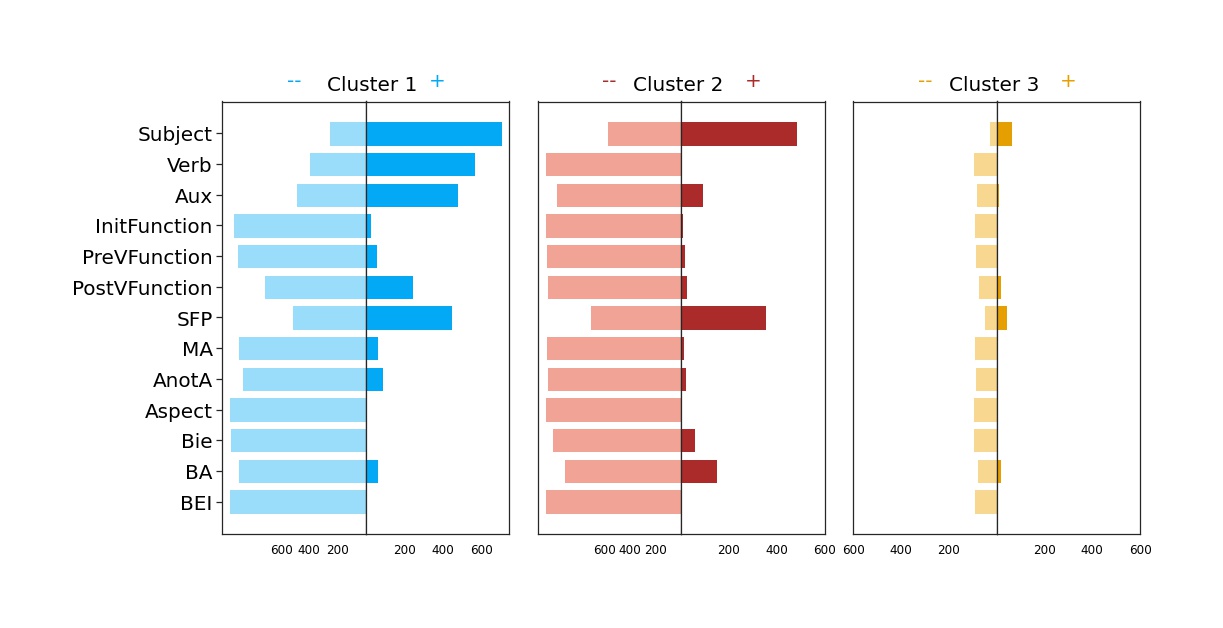 -- Cluster 1 + -- Cluster 2 + -- Cluster 3 +
Subject
Verb
Aux
InitFunction
PreVFunction
PostVFunction
SFP
MA
AnotA
Aspect
Bie
BA
BEI
600 400 200 200 400 600 600 400 200 200 400 600 600 400 200 200 400 600